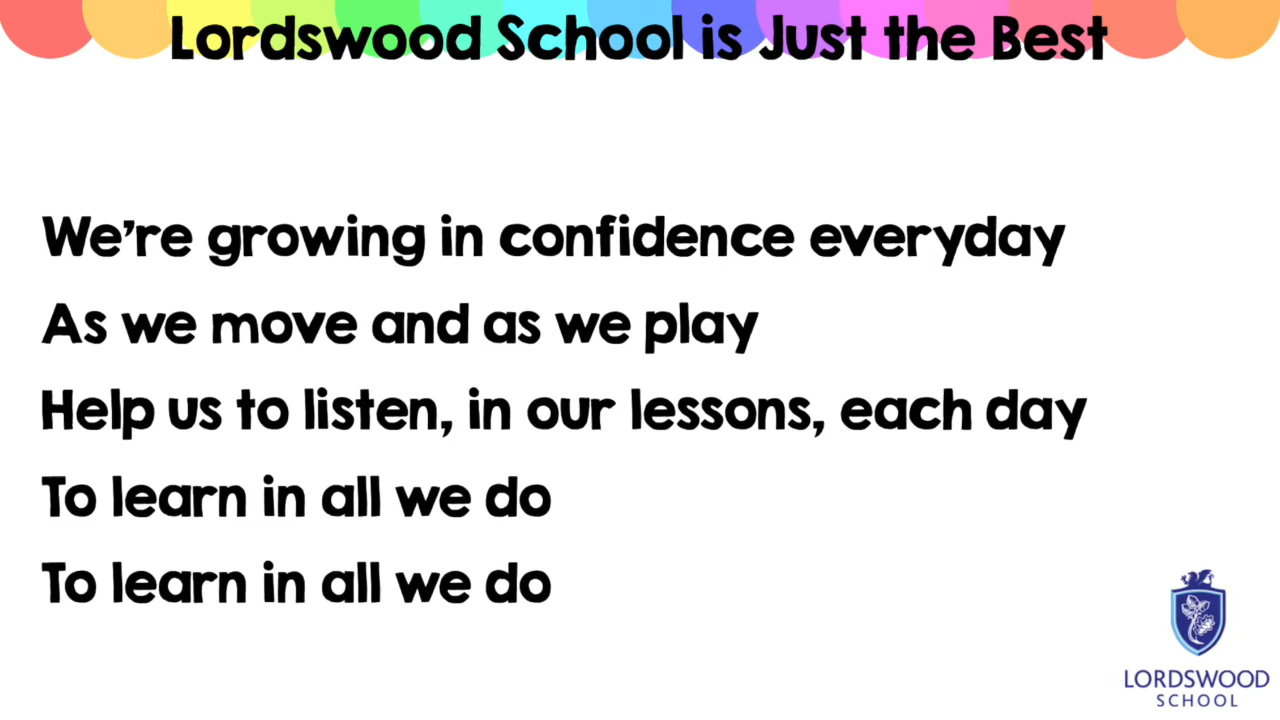 Lordswood School is Just the Best
We're growing in confidence everyday
As we move and as we play
Help us to listen, in our lessons, each day
To learn in all we do
To learn in all we do
LORDSWOOD
SCHOOL